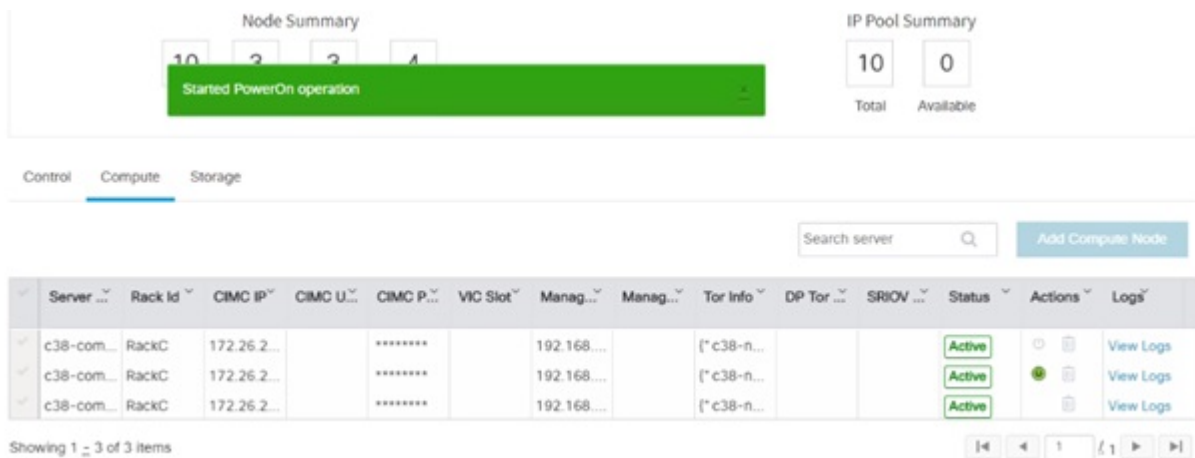 Node Summary
IP Pool Summary
10 3 3 4
10 0
Started PowerOn operation
Total Available
Control Compute Storage
Search server
Add Compute Node
Server ... Rack Id CIMC IP CIMC U... CIMC P... VIC Slot Manag... Manag... Tor Info DP Tor ... SRIOV ... Status Actions Logs
c38-com... RackC 172.26.2... ******** 192.168.... {"c38-n... Active View Logs
c38-com... RackC 172.26.2... ******** 192.168.... {"c38-n... Active View Logs
c38-com... RackC 172.26.2... ******** 192.168.... {"c38-n... Active View Logs
Showing 1 - 3 of 3 items
1 / 1